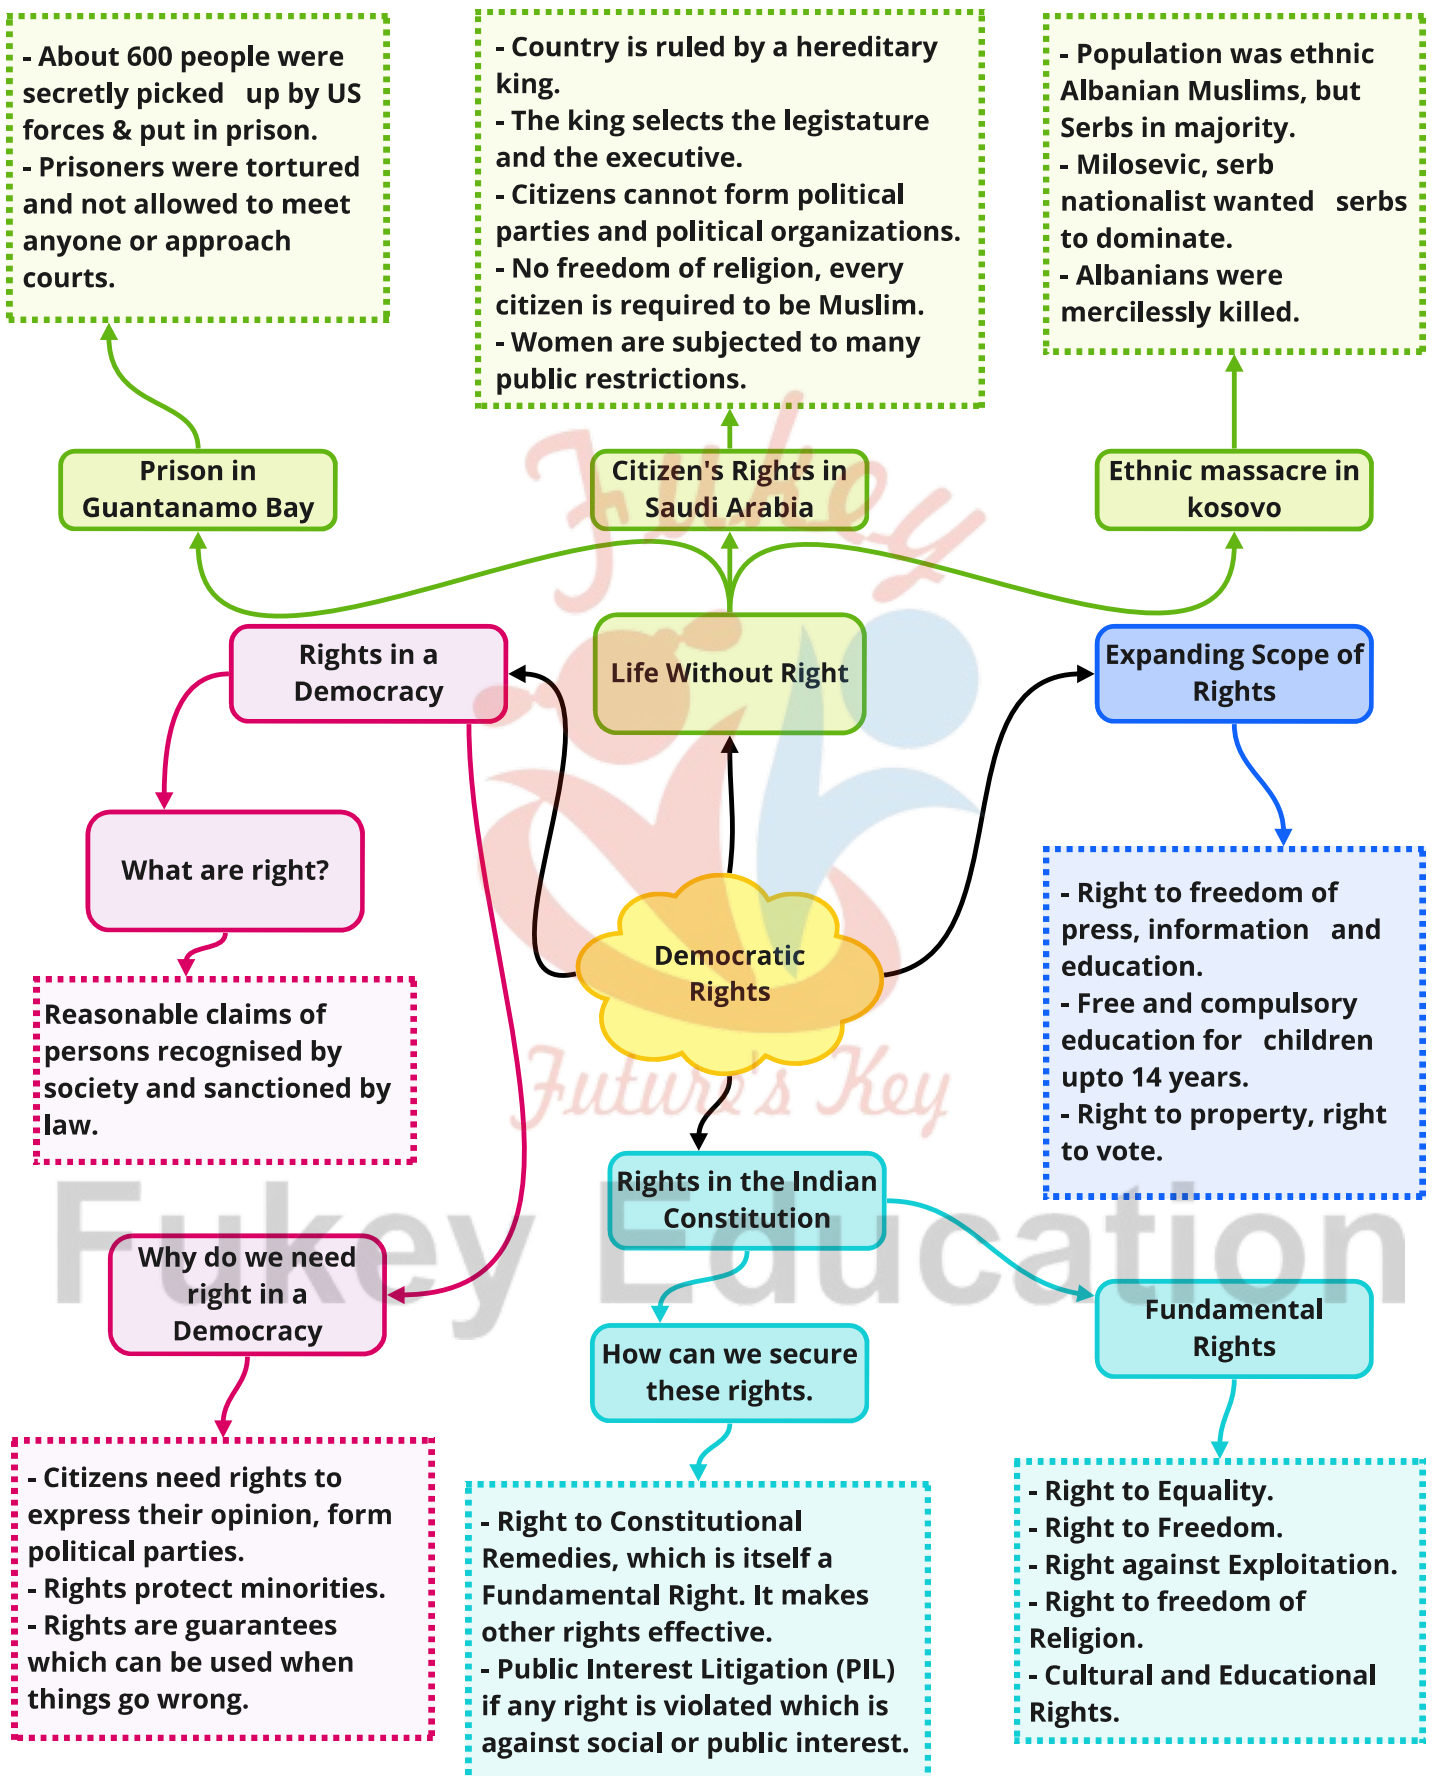 - About 600 people were
secretly picked up by US
forces & put in prison.
- Prisoners were tortured
and not allowed to meet
anyone or approach
courts.
- Country is ruled by a hereditary
king.
- The king selects the legistature
and the executive.
- Citizens cannot form political
parties and political organizations.
- No freedom of religion, every
citizen is required to be Muslim.
- Women are subjected to many
public restrictions.
- Population was ethnic
Albanian Muslims, but
Serbs in majority.
- Milosevic, serb
nationalist wanted serbs
to dominate.
- Albanians were
mercilessly killed.
Prison in
Guantanamo Bay
Citizen's Rights in
Saudi Arabia
Ethnic massacre in
kosovo
Fukey
Rights in a
Democracy
Life Without Right
Expanding Scope of
Rights
What are right?
Democratic
Rights
- Right to freedom of
press, information and
education.
- Free and compulsory
education for children
upto 14 years.
- Right to property, right
to vote.
Reasonable claims of
persons recognised by
society and sanctioned by
law.
Future's Key
Rights in the Indian
Constitution
Fukey Education
Why do we need
right in a
Democracy
How can we secure
these rights.
Fundamental
Rights
- Citizens need rights to
express their opinion, form
political parties.
- Rights protect minorities.
- Rights are guarantees
which can be used when
things go wrong.
- Right to Constitutional
Remedies, which is itself a
Fundamental Right. It makes
other rights effective.
- Public Interest Litigation (PIL)
if any right is violated which is
against social or public interest.
- Right to Equality.
- Right to Freedom.
- Right against Exploitation.
- Right to freedom of
Religion.
- Cultural and Educational
Rights.